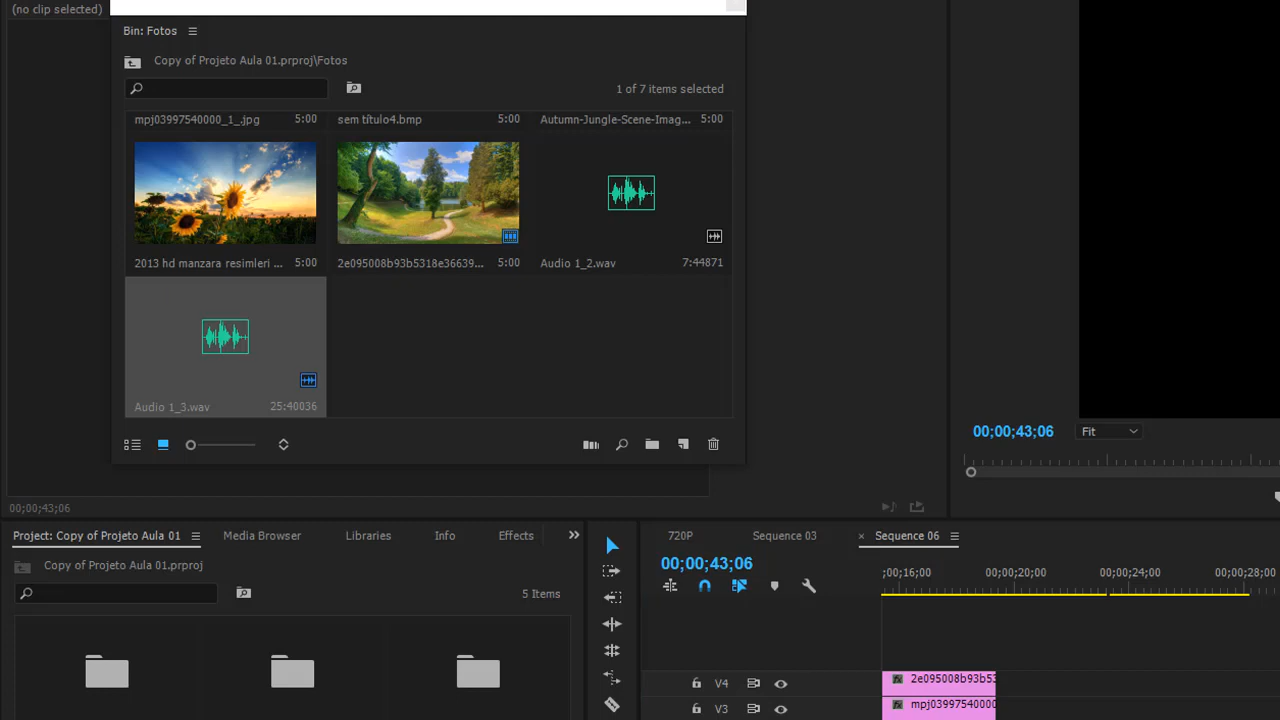 (no clip selected)
Bin: Fotos
Copy of Projeto Aula 01.prproj\Fotos
1 of 7 items selected
mpj03997540000_1_.jpg 5:00
sem título4.bmp 5:00
Autumn-Jungle-Scene-Imag... 5:00
2013 hd manzara resimleri ... 5:00
2e095008b93b5318e36639... 5:00
Audio 1_2.wav 7:44871
Audio 1_3.wav 25:40036
00;00;43;06 Fit
00;00;43;06
Project: Copy of Projeto Aula 01 Media Browser Libraries Info Effects
Copy of Projeto Aula 01.prproj
5 Items
720P Sequence 03 Sequence 06
00;00;43;06
;00;16;00 00;00;20;00 00;00;24;00 00;00;28;00
V4 2e095008b93b53
V3 mpj03997540000